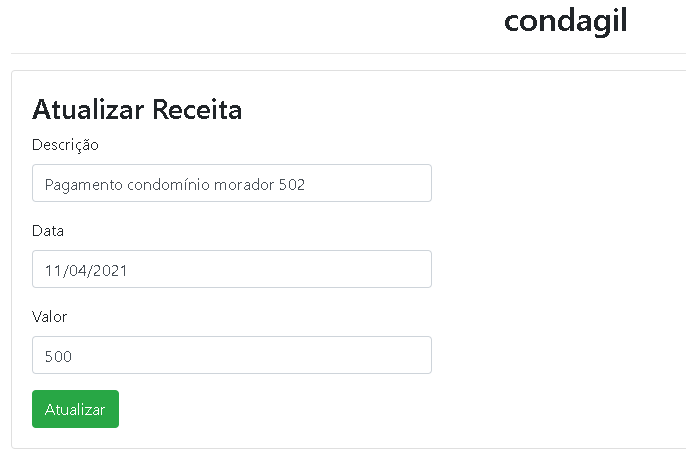 condagil
Atualizar Receita
Descrição
Pagamento condomínio morador 502
Data
11/04/2021
Valor
500
Atualizar